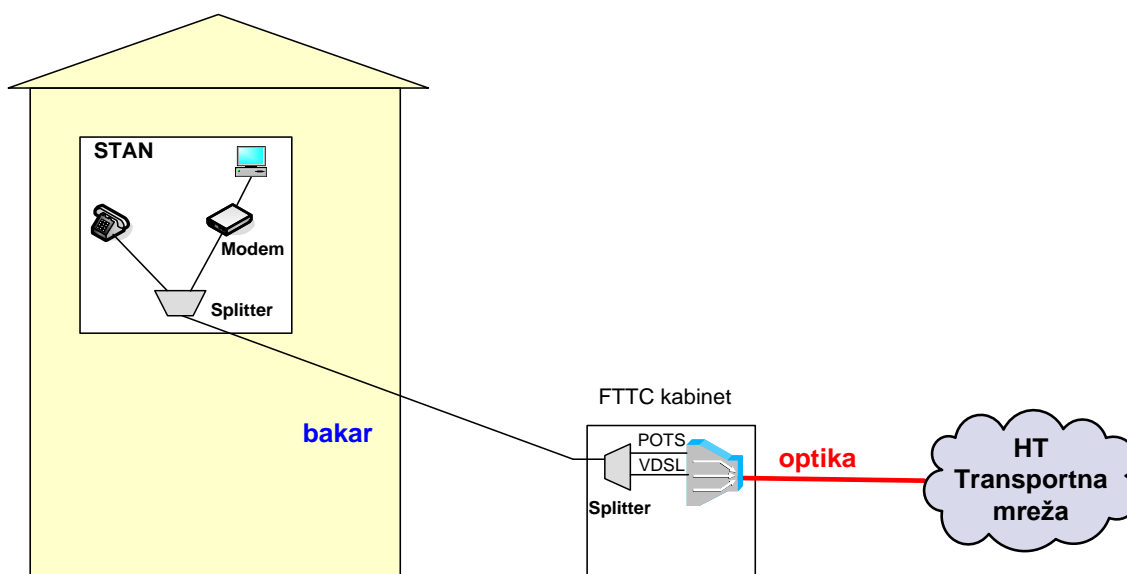 STAN
Modem
Splitter
bakar
FTTC kabinet
POTS
VDSL
Splitter
optika
HT
Transportna
mreža